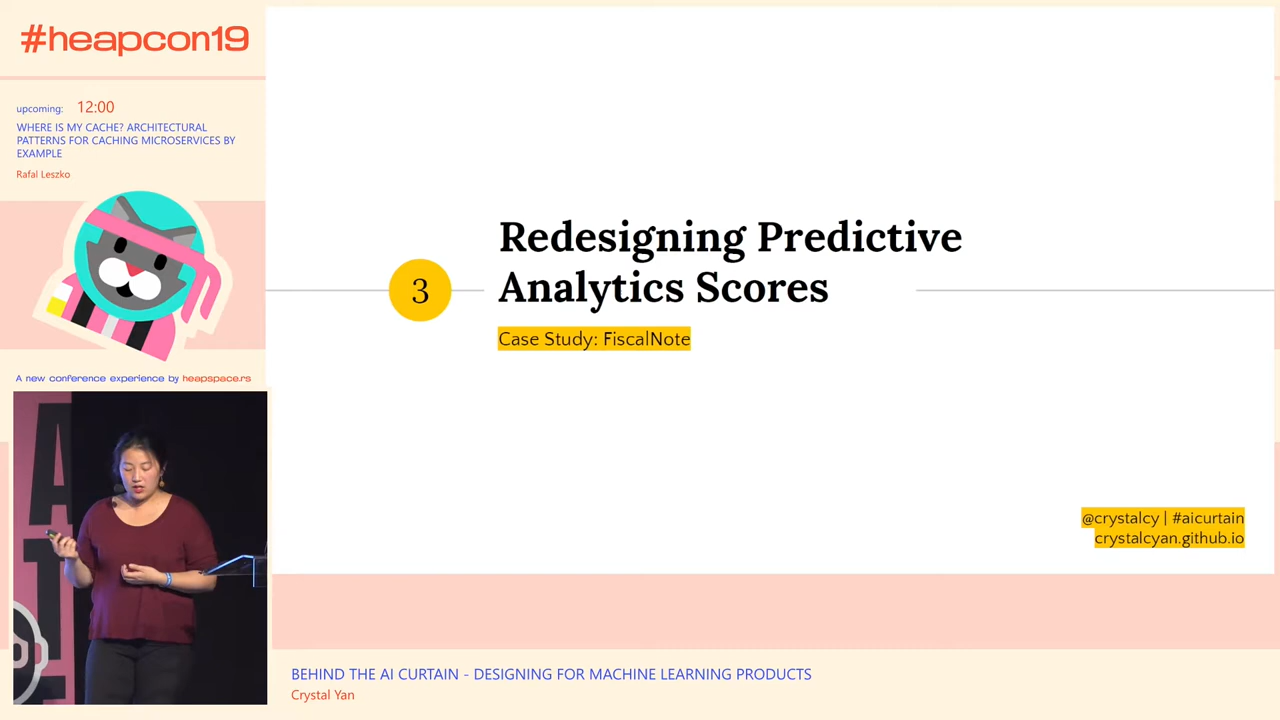 #heapcon19
upcoming: 12:00
WHERE IS MY CACHE? ARCHITECTURAL
PATTERNS FOR CACHING MICROSERVICES BY
EXAMPLE
Rafal Leszko
A new conference experience by heapspace.rs
3
Redesigning Predictive
Analytics Scores
Case Study: FiscalNote
@crystalcy | #aicurtain
crystalcyan.github.io
BEHIND THE AI CURTAIN - DESIGNING FOR MACHINE LEARNING PRODUCTS
Crystal Yan